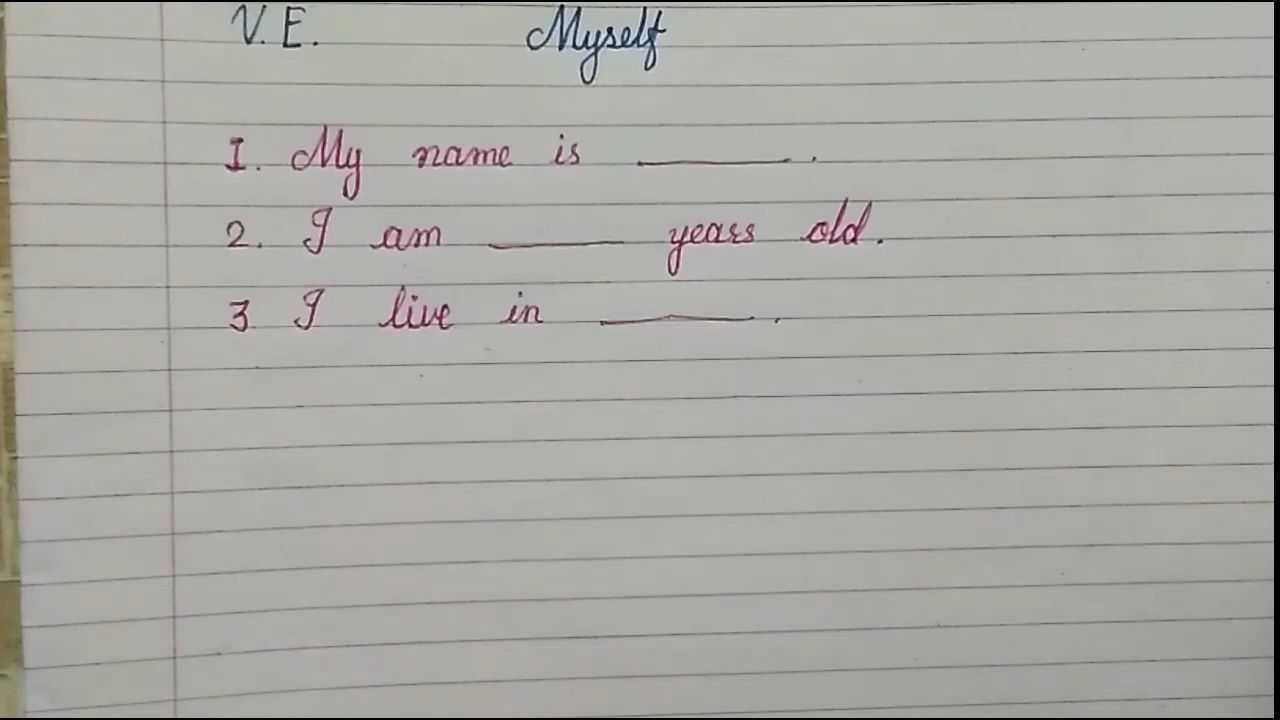 V. E. Myself
1. My name is ______.
2. I am ______ years old.
3 I live in ______.